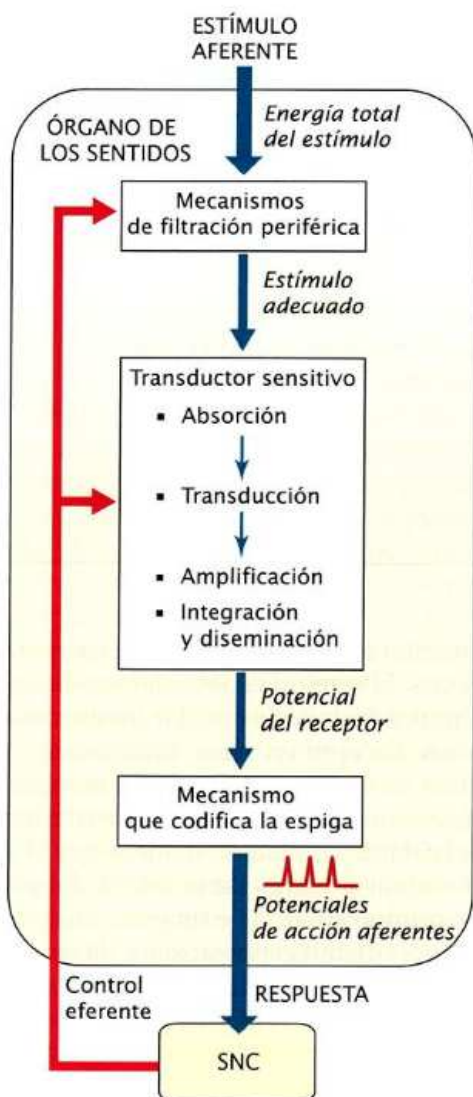 ESTÍMULO
AFERENTE
Energía total
del estímulo
ÓRGANO DE
LOS SENTIDOS
Mecanismos
de filtración periférica
Estímulo
adecuado
Transductor sensitivo
▪ Absorción
▪ Transducción
▪ Amplificación
▪ Integración
y diseminación
Potencial
del receptor
Mecanismo
que codifica la espiga
Potenciales
de acción aferentes
Control
eferente
RESPUESTA
SNC